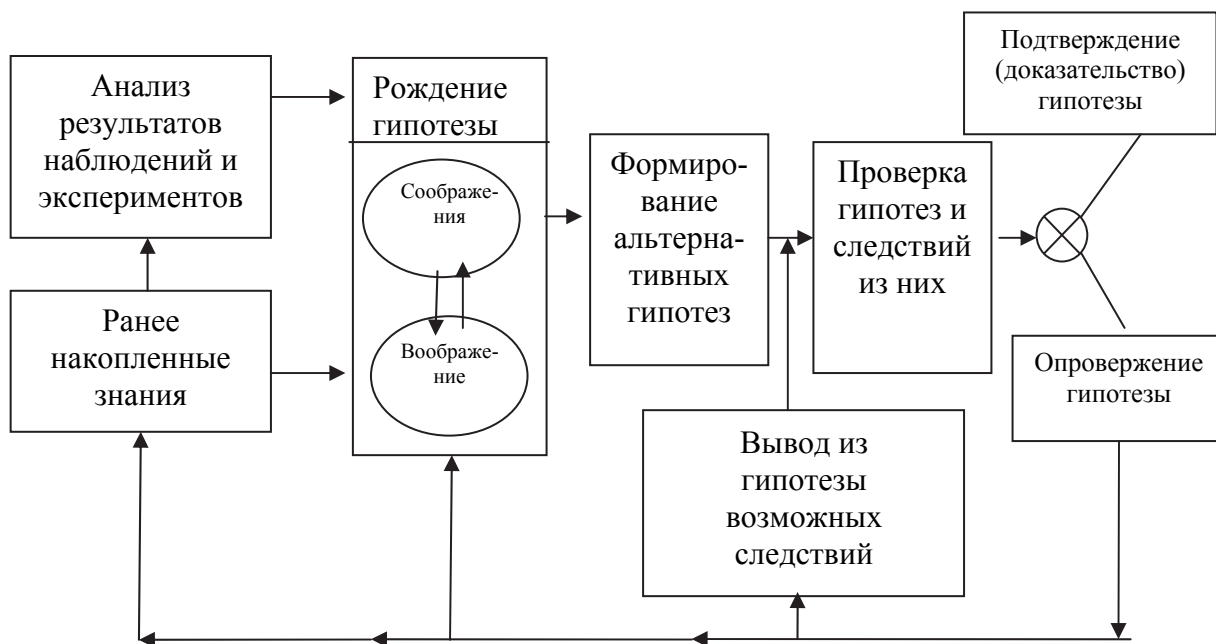 Анализ
результатов
наблюдений и
экспериментов
Ранее
накопленные
знания
Рождение
гипотезы
Соображе-
ния
Воображе-
ние
Формиро-
вание
альтерна-
тивных
гипотез
Проверка
гипотез и
следствий
из них
Подтверждение
(доказательство)
гипотезы
Опровержение
гипотезы
Вывод из
гипотезы
возможных
следствий